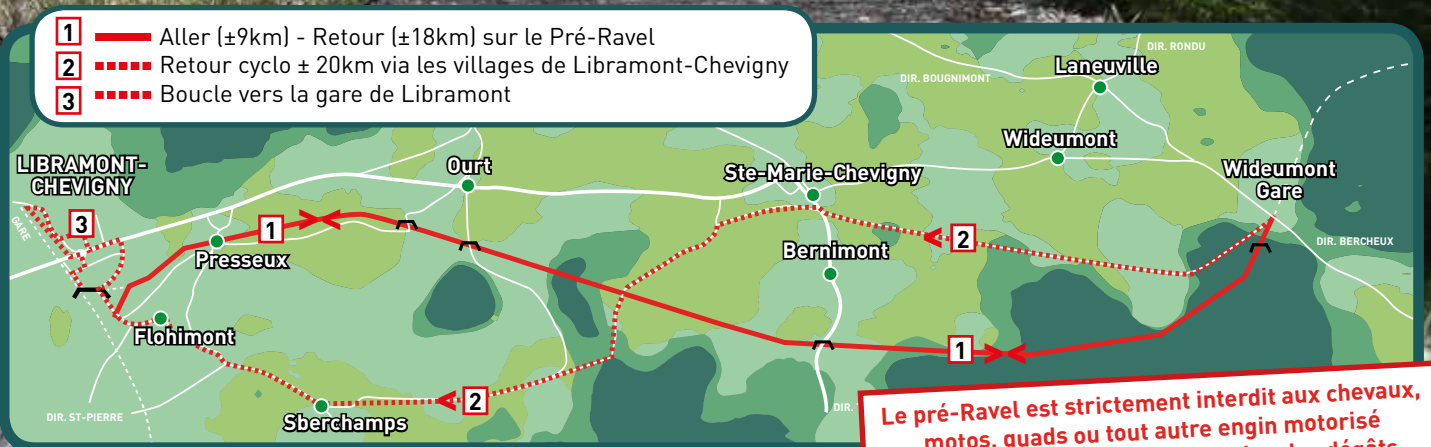 1 Aller (±9km) - Retour (±18km) sur le Pré-Ravel
2 Retour cyclo ± 20km via les villages de Libramont-Chevigny
3 Boucle vers la gare de Libramont
DIR. RONDU
DIR. BOUGNIMONT
Laneuville
Wideumont
LIBRAMONT-
CHEVIGNY
Ourt
Ste-Marie-Chevigny
Wideumont
Gare
GARE
3
1
Presseux
Bernimont
2
DIR. BERCHEUX
Flohimont
1
DIR. ST-PIERRE
Sberchamps
2
DIR.
Le pré-Ravel est strictement interdit aux chevaux,
motos, quads ou tout autre engin motorisé
dégâts